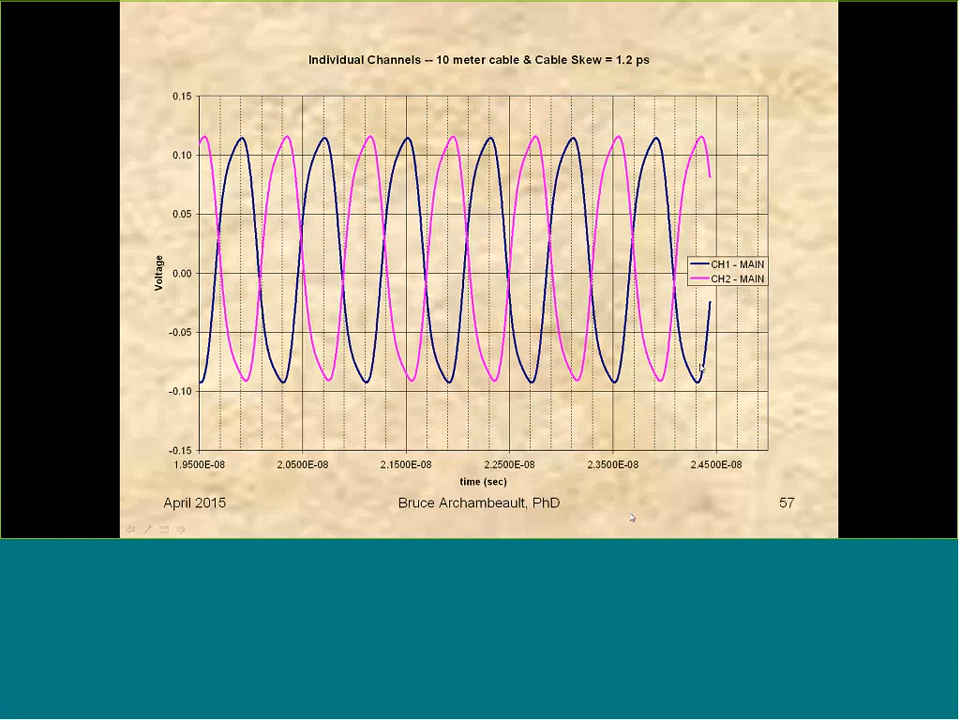 Individual Channels -- 10 meter cable & Cable Skew = 1.2 ps
0.15
0.10
0.05
0.00
-0.05
-0.10
-0.15
Voltage
CH1 - MAIN
CH2 - MAIN
1.9500E-08 2.0500E-08 2.1500E-08 2.2500E-08 2.3500E-08 2.4500E-08
time (sec)
April 2015 Bruce Archambeault, PhD 57